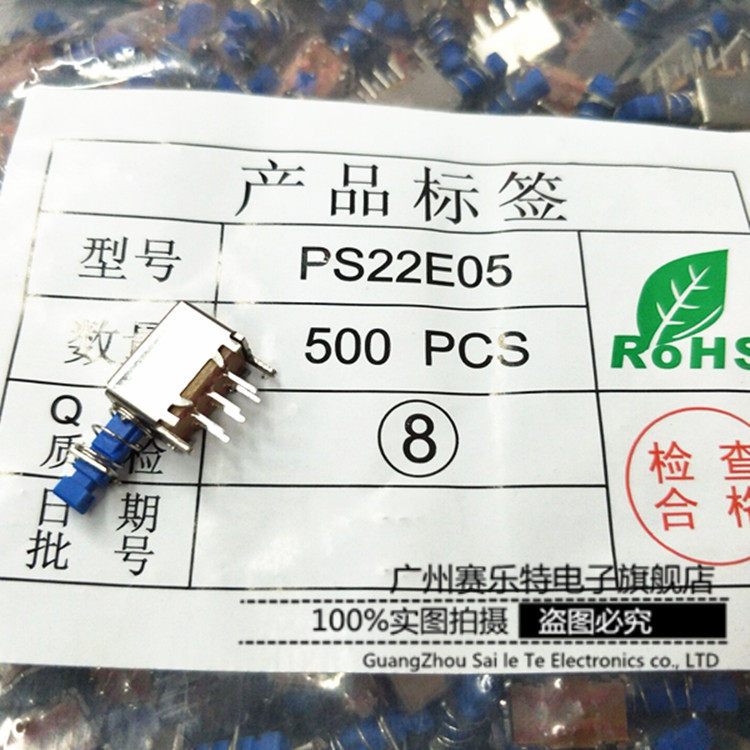 产品标签
型号 PS22E05
数量 500 PCS
RoHS
Q
质检 8
检查
合格
日期
批号
广州赛乐特电子旗舰店
100%实图拍摄 盗图必究
GuangZhou Sai le Te Electronics co., LTD